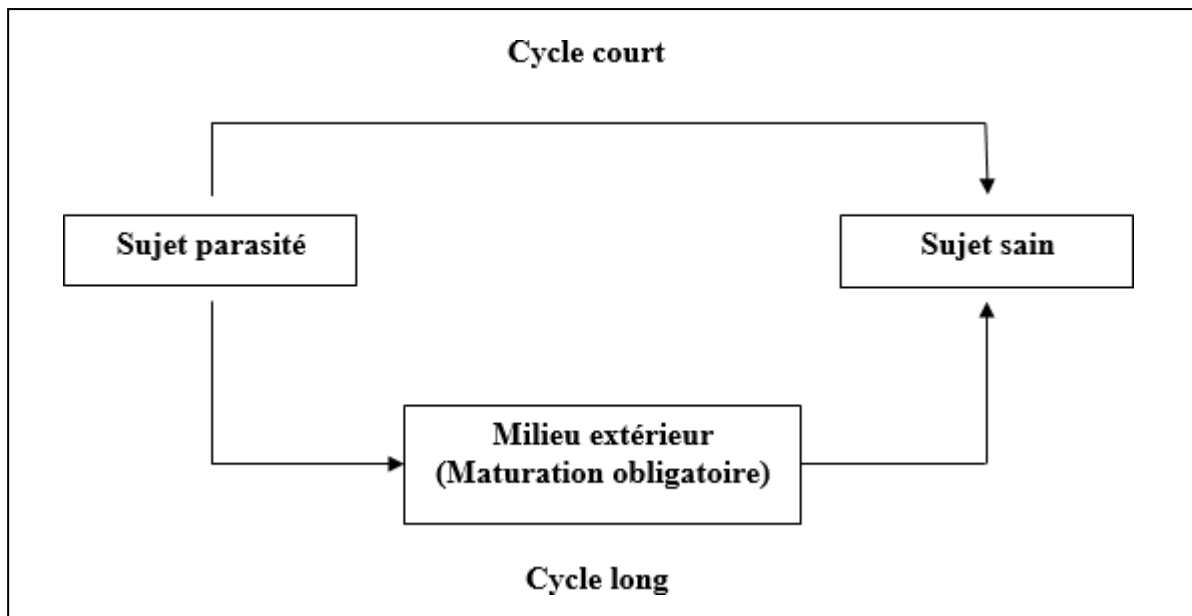 Cycle court
Sujet parasité
Sujet sain
Milieu extérieur
(Maturation obligatoire)
Cycle long